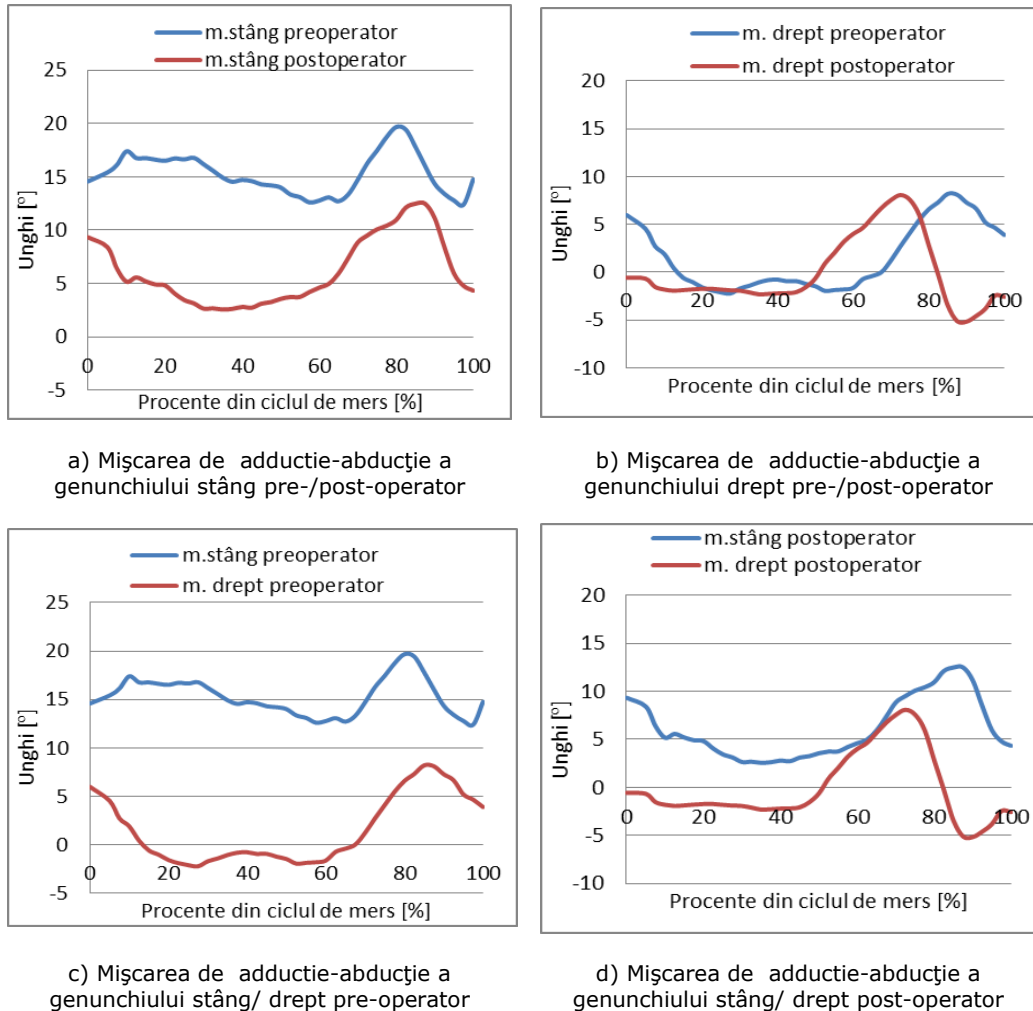 m.stâng preoperator
m.stâng postoperator
25
20
15
10
5
0
-5
Unghi [º]
0 20 40 60 80 100
Procente din ciclul de mers [%]
a) Mişcarea de adductie-abducţie a
genunchiului stâng pre-/post-operator
m. drept preoperator
m. drept postoperator
20
15
10
5
0
-5
-10
Unghi [º]
0 20 40 60 80 100
Procente din ciclul de mers [%]
b) Mişcarea de adductie-abducţie a
genunchiului drept pre-/post-operator
m.stâng preoperator
m. drept preoperator
25
20
15
10
5
0
-5
Unghi [º]
0 20 40 60 80 100
Procente din ciclul de mers [%]
c) Mişcarea de adductie-abducţie a
genunchiului stâng/ drept pre-operator
m.stâng postoperator
m. drept postoperator
20
15
10
5
0
-5
-10
Unghi [º]
0 20 40 60 80 100
Procente din ciclul de mers [%]
d) Mişcarea de adductie-abducţie a
genunchiului stâng/ drept post-operator